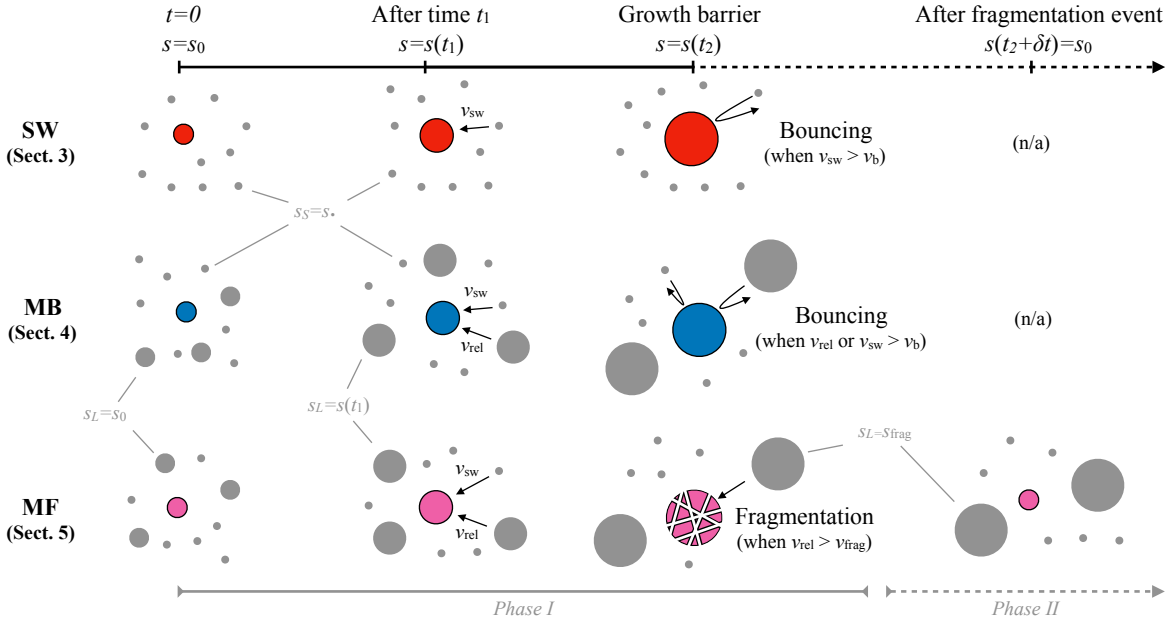 t=0
s=s0
After time t1
s=s(t1)
Growth barrier
s=s(t2)
After fragmentation event
s(t2+δt)=s0
SW
(Sect. 3)
vsw
Bouncing
(when vsw > vb)
(n/a)
sS=s•
MB
(Sect. 4)
vsw
vrel
Bouncing
(when vrel or vsw > vb)
(n/a)
sL=s0
sL=s(t1)
sL=sfrag
MF
(Sect. 5)
vsw
vrel
Fragmentation
(when vrel > vfrag)
Phase I
Phase II